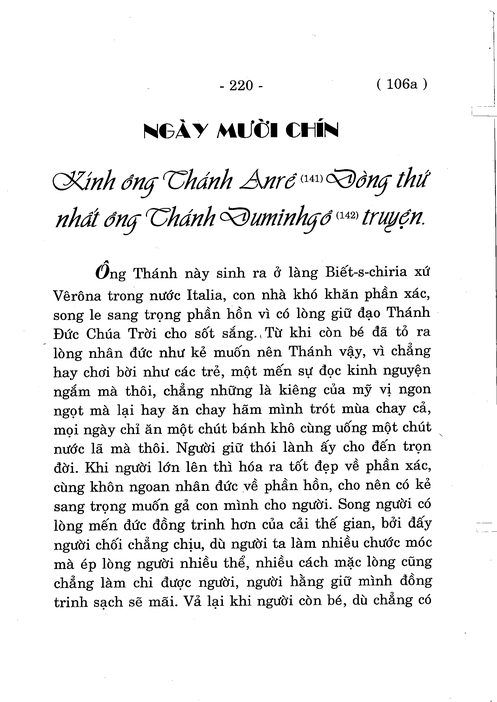 - 220 -
( 106a )
NGÀY MƯỜI CHÍN
Kính ông Thánh Anrê (141) Dông thứ
nhất ông Thánh Duminhgô (142) truyện.
Ông Thánh này sinh ra ở làng Biết-s-chiria xứ
Vêrôna trong nước Italia, con nhà khó khăn phần xác,
song le sang trọng phần hồn vì có lòng giữ đạo Thánh
Đức Chúa Trời cho sốt sắng. Từ khi còn bé đã tỏ ra
lòng nhân đức như kẻ muốn nên Thánh vậy, vì chẳng
hay chơi bời như các trẻ, một mến sự đọc kinh nguyện
ngắm mà thôi, chẳng những là kiêng của mỹ vị ngon
ngọt mà lại hay ăn chay hãm mình trót mùa chay cả,
mọi ngày chỉ ăn một chút bánh khô cùng uống một chút
nước lã mà thôi. Người giữ thói lành ấy cho đến trọn
đời. Khi người lớn lên thì hóa ra tốt đẹp về phần xác,
cùng khôn ngoan nhân đức về phần hồn, cho nên có kẻ
sang trọng muốn gả con mình cho người. Song người có
lòng mến đức đồng trinh hơn của cải thế gian, bởi đấy
người chối chẳng chịu, dù người ta làm nhiều chước móc
mà ép lòng người nhiều thể, nhiều cách mặc lòng cũng
chẳng làm chi được người, người hằng giữ mình đồng
trinh sạch sẽ mãi. Vả lại khi người còn bé, dù chẳng có